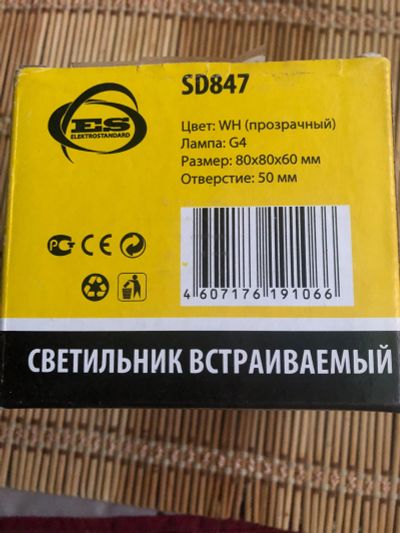 SD847
ES
ELEKTROSTANDARD
Цвет: WH (прозрачный)
Лампа: G4
Размер: 80x80x60 мм
Отверстие: 50 мм
4 607176 191066
СВЕТИЛЬНИК ВСТРАИВАЕМЫЙ